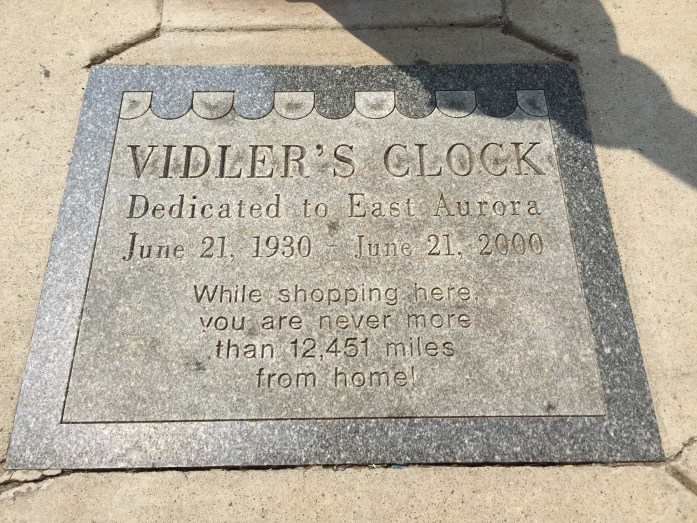 VIDLER'S CLOCK
Dedicated to East Aurora
June 21, 1930 - June 21, 2000
While shopping here,
you are never more
than 12,451 miles
from home!